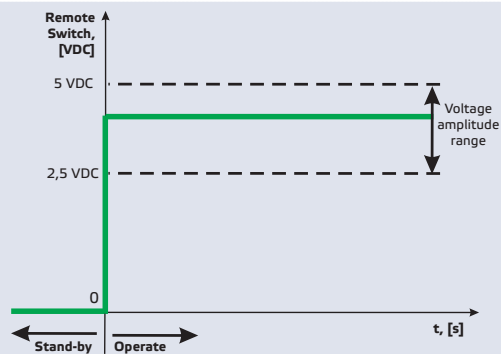 Remote
Switch,
[VDC]
5 VDC
Voltage
amplitude
range
2,5 VDC
0
t, [s]
Stand-by
Operate